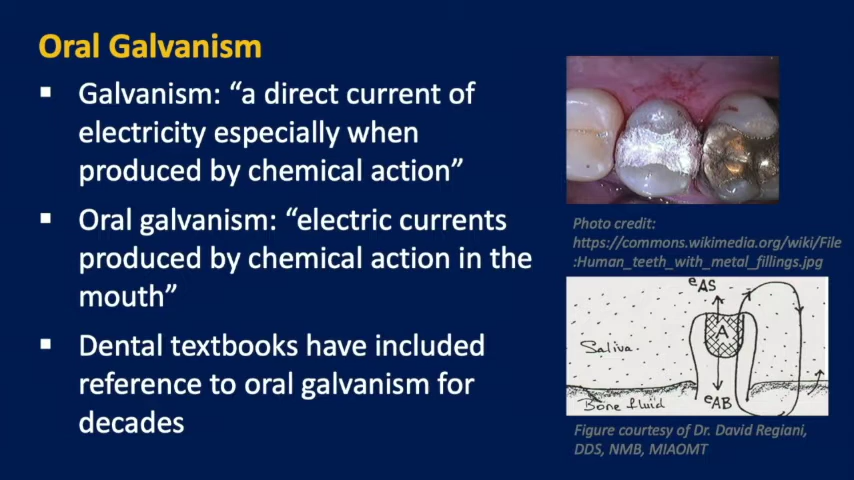 Oral Galvanism
▪ Galvanism: “a direct current of
electricity especially when
produced by chemical action”
▪ Oral galvanism: “electric currents
produced by chemical action in the
mouth”
▪ Dental textbooks have included
reference to oral galvanism for
decades
Photo credit:
https://commons.wikimedia.org/wiki/File
:Human_teeth_with_metal_fillings.jpg
eAS
A
Saliva
eAB
Bone fluid
Figure courtesy of Dr. David Regiani,
DDS, NMB, MIAOMT